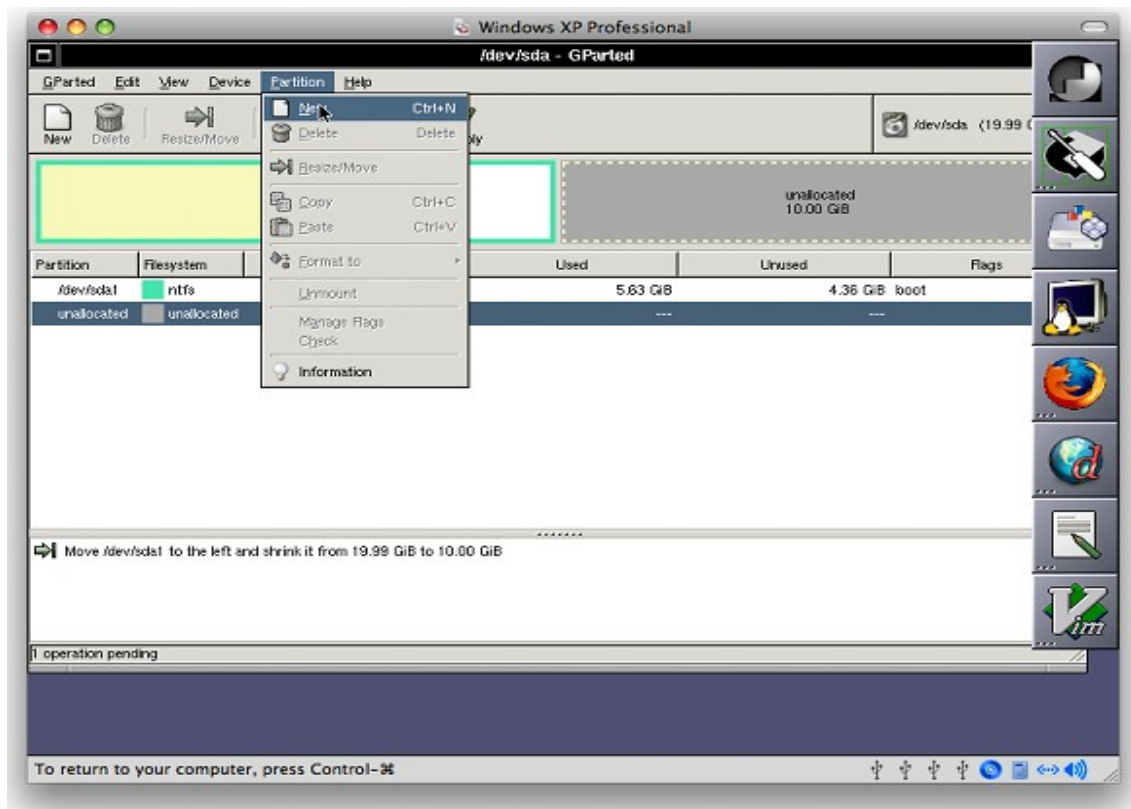 Windows XP Professional
/dev/sda - GParted
GParted Edit View Device Partition Help
New Delete Resize/Move
/dev/sda (19.99
New Ctrl+N
Delete Delete
Resize/Move
Copy Ctrl+C
Paste Ctrl+V
Format to
Unmount
Manage Flags
Check
Information
unallocated
10.00 GiB
Partition Filesystem Used Unused Flags
/dev/sda1 ntfs 5.63 GiB 4.36 GiB boot
unallocated unallocated --- ---
Move /dev/sda1 to the left and shrink it from 19.99 GiB to 10.00 GiB
1 operation pending
Vim
To return to your computer, press Control-⌘